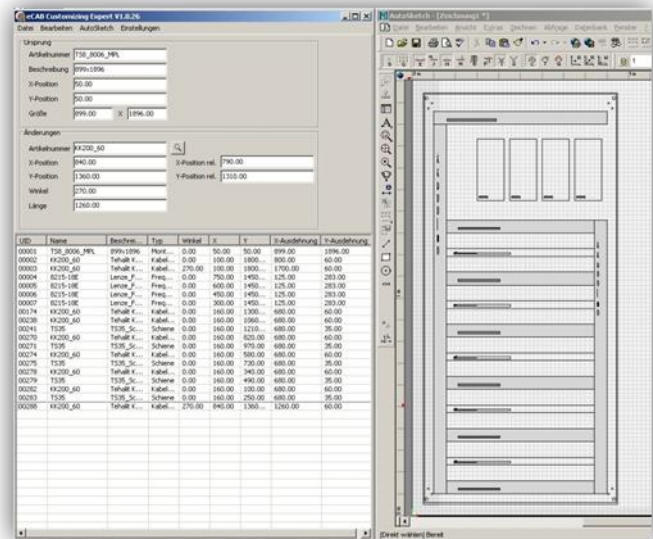 eCAB Customizing Expert V1.0.26
Datei Bearbeiten AutoSketch Einstellungen
Ursprung
Artikelnummer TS8_8006_MPL
Beschreibung 899x1896
X-Position 50.00
Y-Position 50.00
Größe 899.00 X 1896.00
Änderungen
Artikelnummer KK200_60
X-Position 840.00 X-Position rel. 790.00
Y-Position 1360.00 Y-Position rel. 1310.00
Winkel 270.00
Länge 1260.00
UID Name Beschrei... Typ Winkel X Y X-Ausdehnung Y-Ausdehnung
00001 TS8_8006_MPL 899x1896 Mont... 0.00 50.00 50.00 899.00 1896.00
00002 KK200_60 Tehalit K... Kabel... 0.00 100.00 1800... 800.00 60.00
00003 KK200_60 Tehalit K... Kabel... 270.00 100.00 1800... 1700.00 60.00
00004 8215-18E Lenze_F... Freq... 0.00 750.00 1450... 125.00 283.00
00005 8215-18E Lenze_F... Freq... 0.00 600.00 1450... 125.00 283.00
00006 8215-18E Lenze_F... Freq... 0.00 450.00 1450... 125.00 283.00
00007 8215-18E Lenze_F... Freq... 0.00 300.00 1450... 125.00 283.00
00174 KK200_60 Tehalit K... Kabel... 0.00 160.00 1300... 680.00 60.00
00238 KK200_60 Tehalit K... Kabel... 0.00 160.00 1060... 680.00 60.00
00241 TS35 TS35_Sc... Schiene 0.00 160.00 1210... 680.00 35.00
00270 KK200_60 Tehalit K... Kabel... 0.00 160.00 820.00 680.00 60.00
00271 TS35 TS35_Sc... Schiene 0.00 160.00 970.00 680.00 35.00
00274 KK200_60 Tehalit K... Kabel... 0.00 160.00 580.00 680.00 60.00
00275 TS35 TS35_Sc... Schiene 0.00 160.00 730.00 680.00 35.00
00278 KK200_60 Tehalit K... Kabel... 0.00 160.00 340.00 680.00 60.00
00279 TS35 TS35_Sc... Schiene 0.00 160.00 490.00 680.00 35.00
00282 KK200_60 Tehalit K... Kabel... 0.00 160.00 100.00 680.00 60.00
00283 TS35 TS35_Sc... Schiene 0.00 160.00 250.00 680.00 35.00
00288 KK200_60 Tehalit K... Kabel... 270.00 840.00 1360... 1260.00 60.00
AutoSketch - [Zeichnung1 *]
Datei Bearbeiten Ansicht Extras Zeichnen Abfrage Datenbank Fenster
[Direkt wählen] Bereit